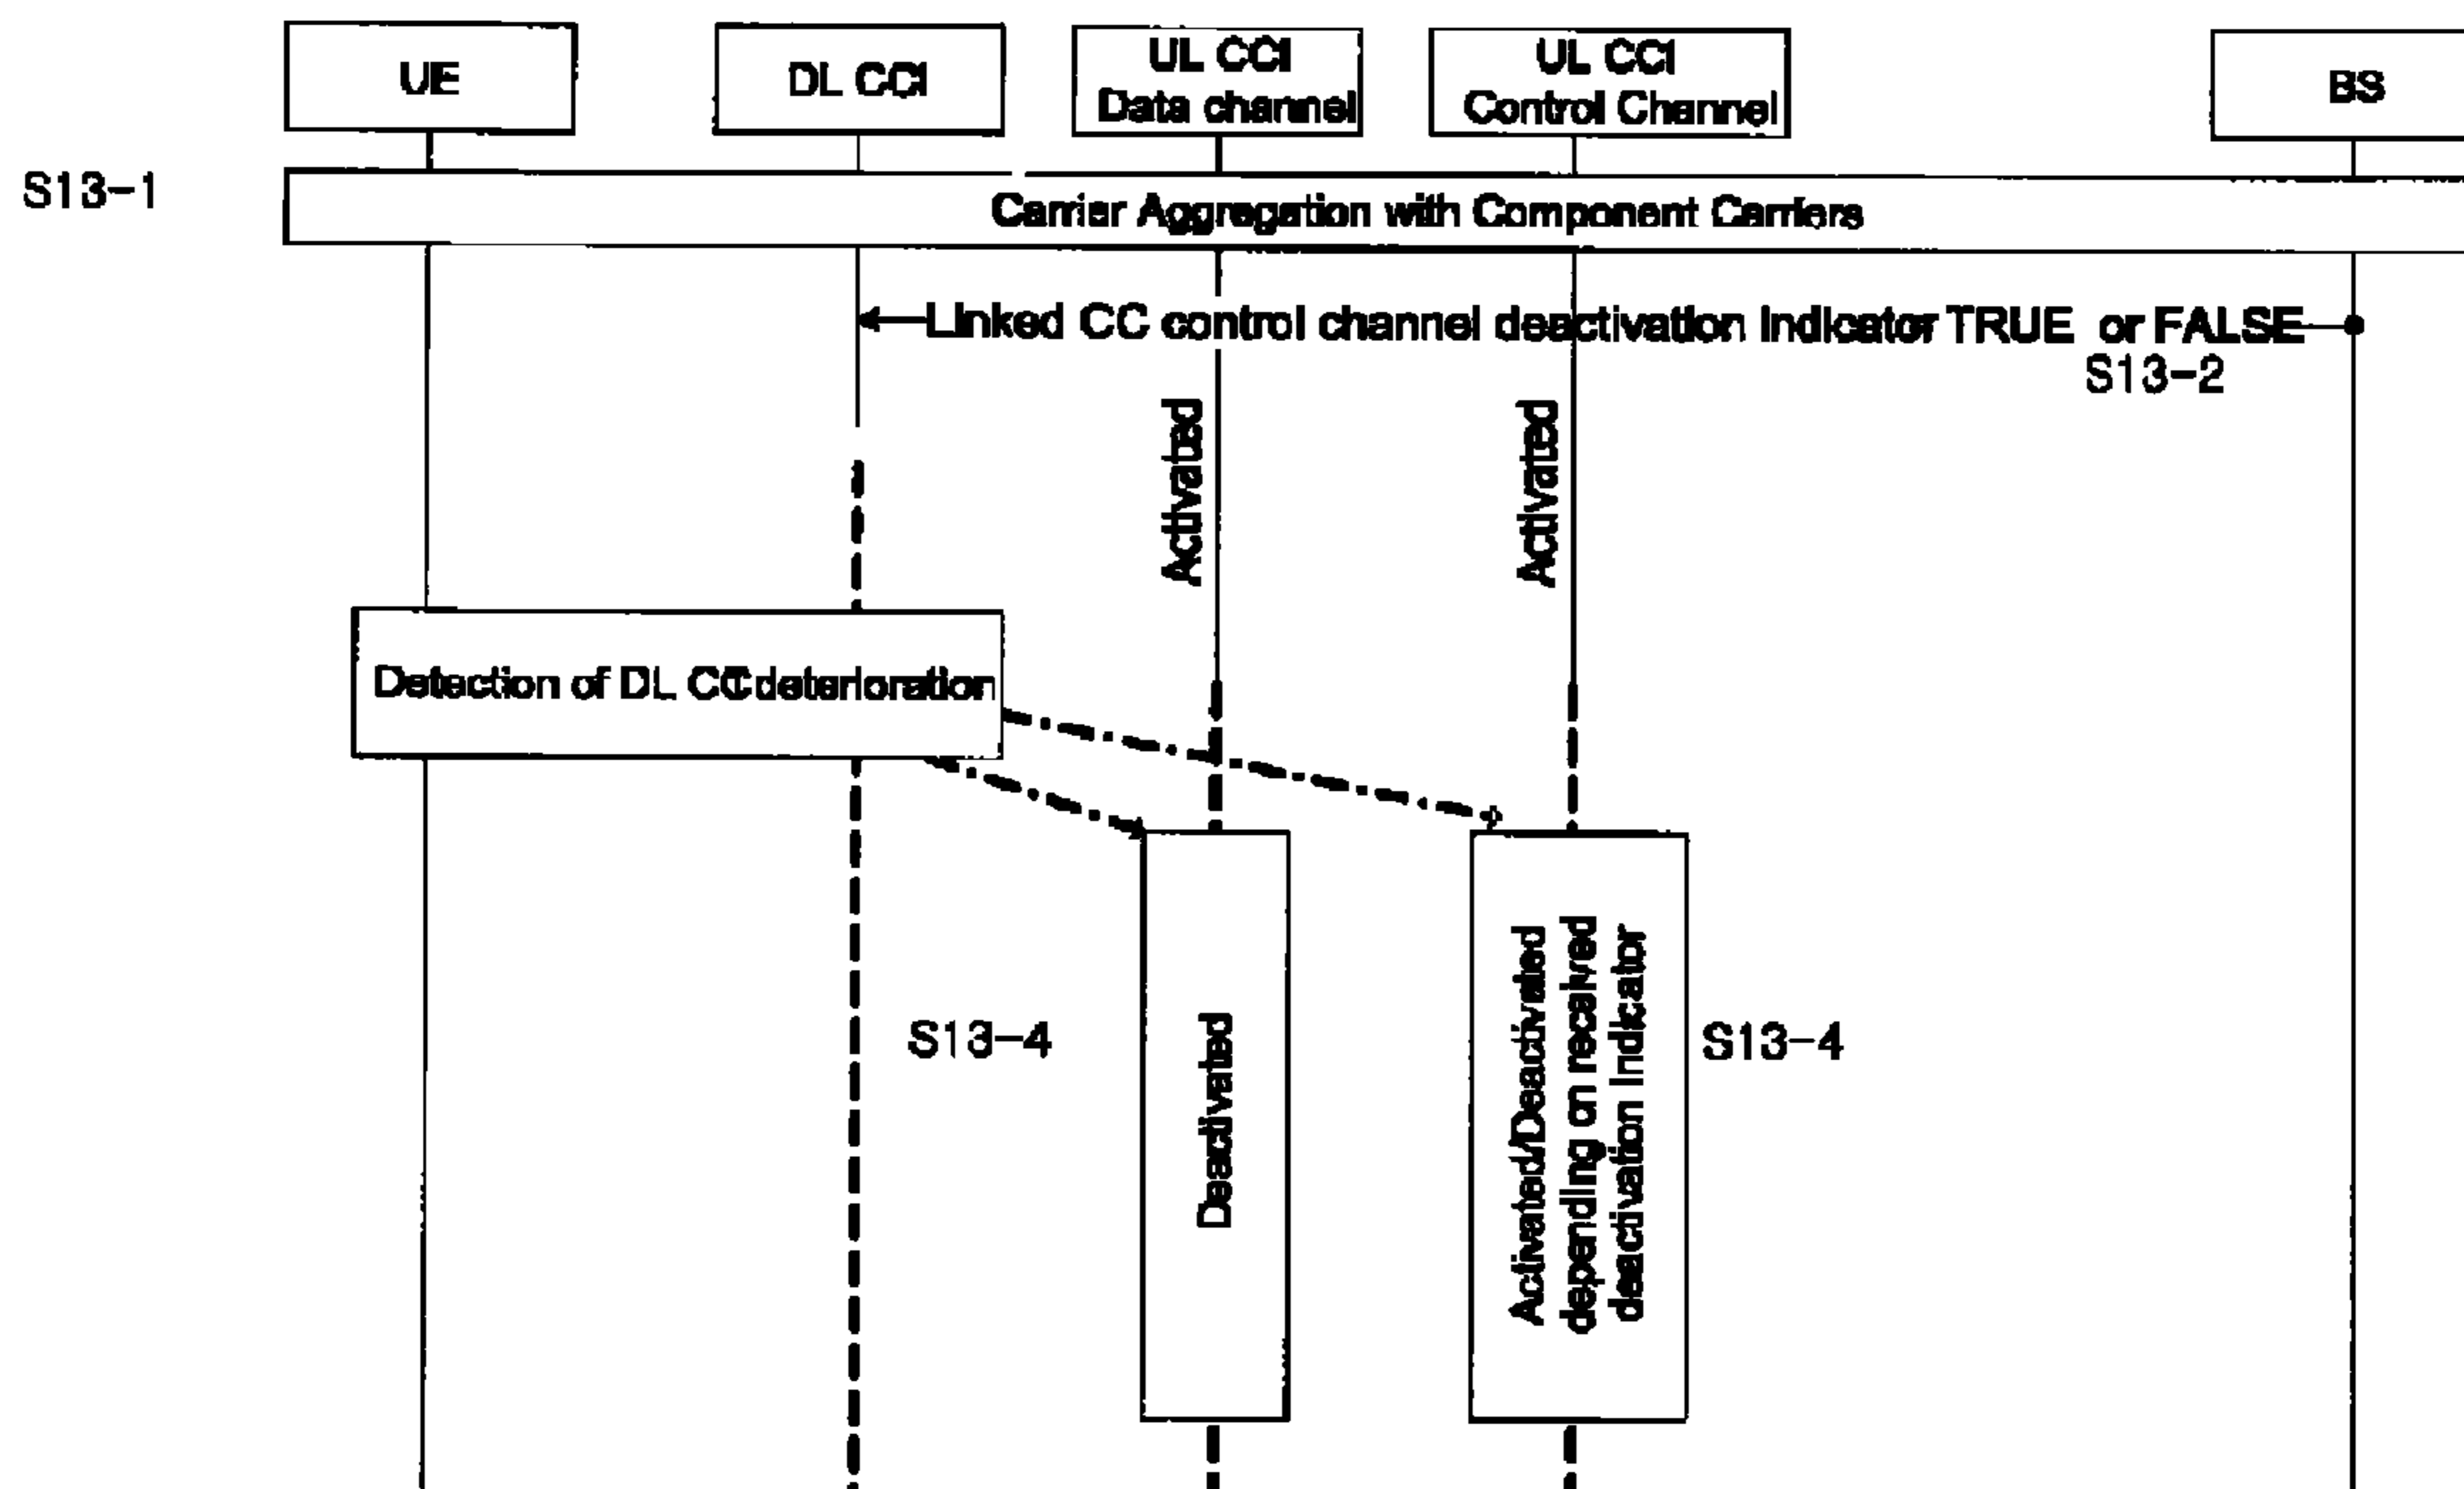 UE
DL CCI
UL CCI
Data channel
UL CCI
Control Channel
BS
S13-1
Carrier Aggregation with Component Carriers
Linked CC control channel deactivation Indicator TRUE or FALSE
S13-2
Activated
Activated
Detection of DL CC deterioration
S13-4
Deactivated
Activated/Deactivated
depending on received
deactivation Indicator
S13-4